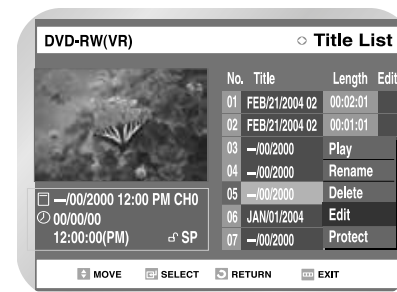 DVD-RW(VR) Title List
No. Title Length Edit
01 FEB/21/2004 02 00:02:01
02 FEB/21/2004 02 00:01:01
03 —/00/2000 Play
04 —/00/2000 Rename
05 —/00/2000 Delete
06 JAN/01/2004 Edit
07 —/00/2000 Protect
—/00/2000 12:00 PM CH0
00/00/00
12:00:00(PM) SP
MOVE SELECT RETURN EXIT